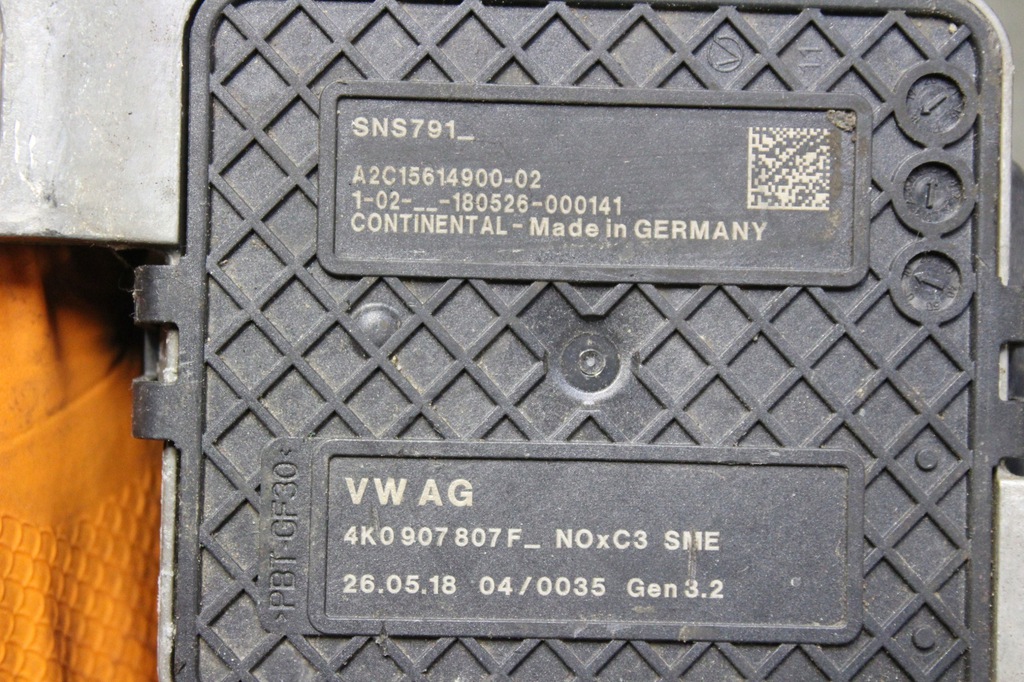 SNS791_
A2C15614900-02
1-02-__-180526-000141
CONTINENTAL - Made in GERMANY
VW AG
4K0 907 807 F_ NOxC3 SME
26.05.18 04/0035 Gen 3.2
>PBT GF30<
11